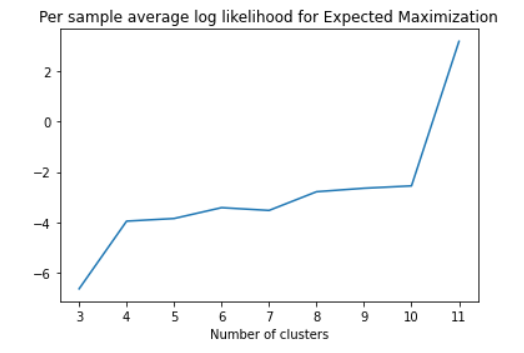 Per sample average log likelihood for Expected Maximization
2
0
−2
−4
−6
3 4 5 6 7 8 9 10 11
Number of clusters